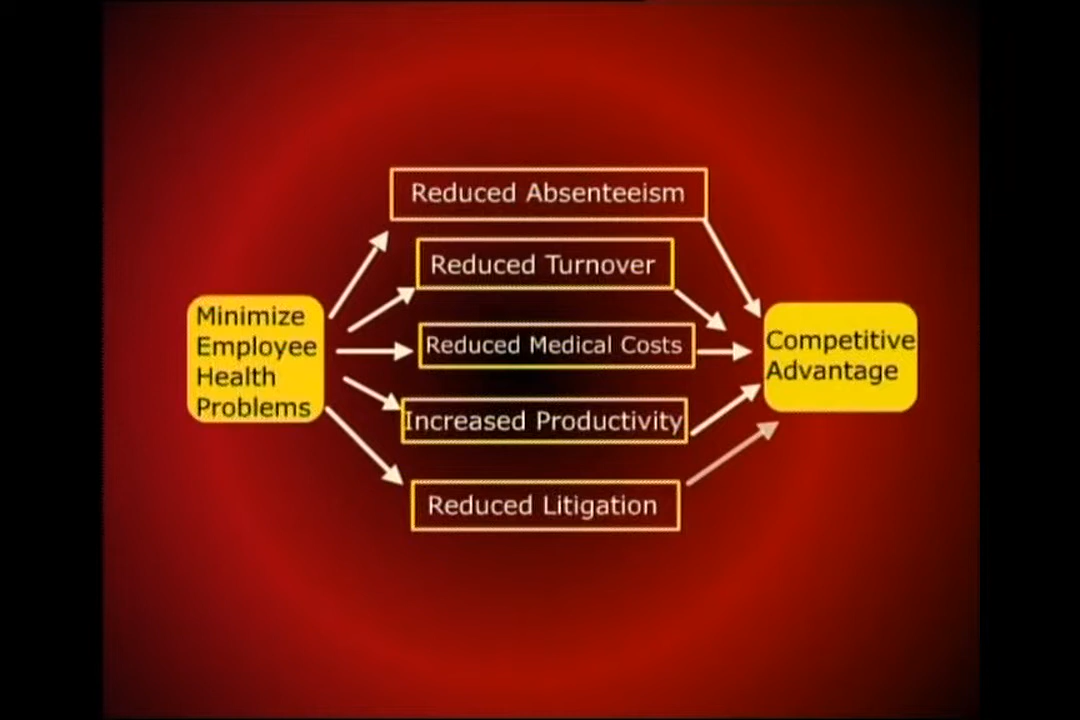 Reduced Absenteeism
Reduced Turnover
Minimize
Employee
Health
Problems
Reduced Medical Costs
Competitive
Advantage
Increased Productivity
Reduced Litigation